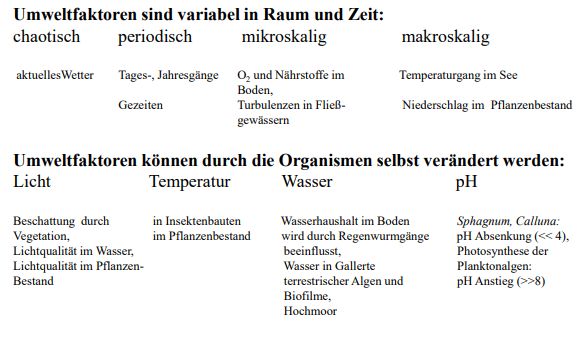 Umweltfaktoren sind variabel in Raum und Zeit:
chaotisch periodisch mikroskalig makroskalig
aktuellesWetter Tages-, Jahresgänge O2 und Nährstoffe im Temperaturgang im See
Boden,
Gezeiten Turbulenzen in Fließ- Niederschlag im Pflanzenbestand
gewässern
Umweltfaktoren können durch die Organismen selbst verändert werden:
Licht Temperatur Wasser pH
Beschattung durch in Insektenbauten Wasserhaushalt im Boden Sphagnum, Calluna:
Vegetation, im Pflanzenbestand wird durch Regenwurmgänge pH Absenkung (<< 4),
Lichtqualität im Wasser, beeinflusst, Photosynthese der
Lichtqualität im Pflanzen- Wasser in Gallerte Planktonalgen:
Bestand terrestrischer Algen und pH Anstieg (>>8)
Biofilme,
Hochmoor